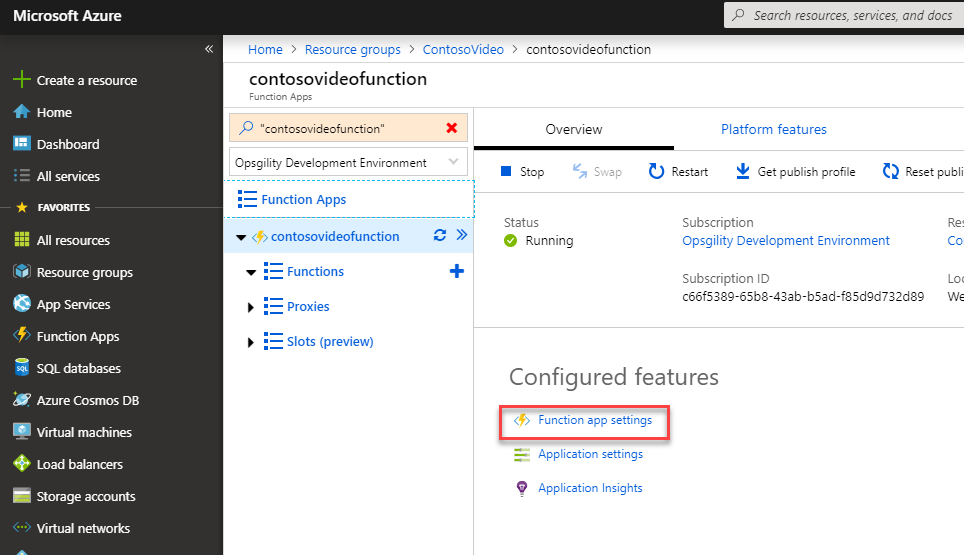 Microsoft Azure
Search resources, services, and docs
Create a resource
Home
Dashboard
All services
FAVORITES
All resources
Resource groups
App Services
Function Apps
SQL databases
Azure Cosmos DB
Virtual machines
Load balancers
Storage accounts
Virtual networks
Home > Resource groups > ContosoVideo > contosovideofunction
contosovideofunction
Function Apps
"contosovideofunction"
Opsgility Development Environment
Function Apps
contosovideofunction
Functions
Proxies
Slots (preview)
Overview Platform features
Stop Swap Restart Get publish profile Reset publi
Status
Running
Subscription
Opsgility Development Environment
Subscription ID
c66f5389-65b8-43ab-b5ad-f85d9d732d89
Res
Co
Loc
We
Configured features
Function app settings
Application settings
Application Insights